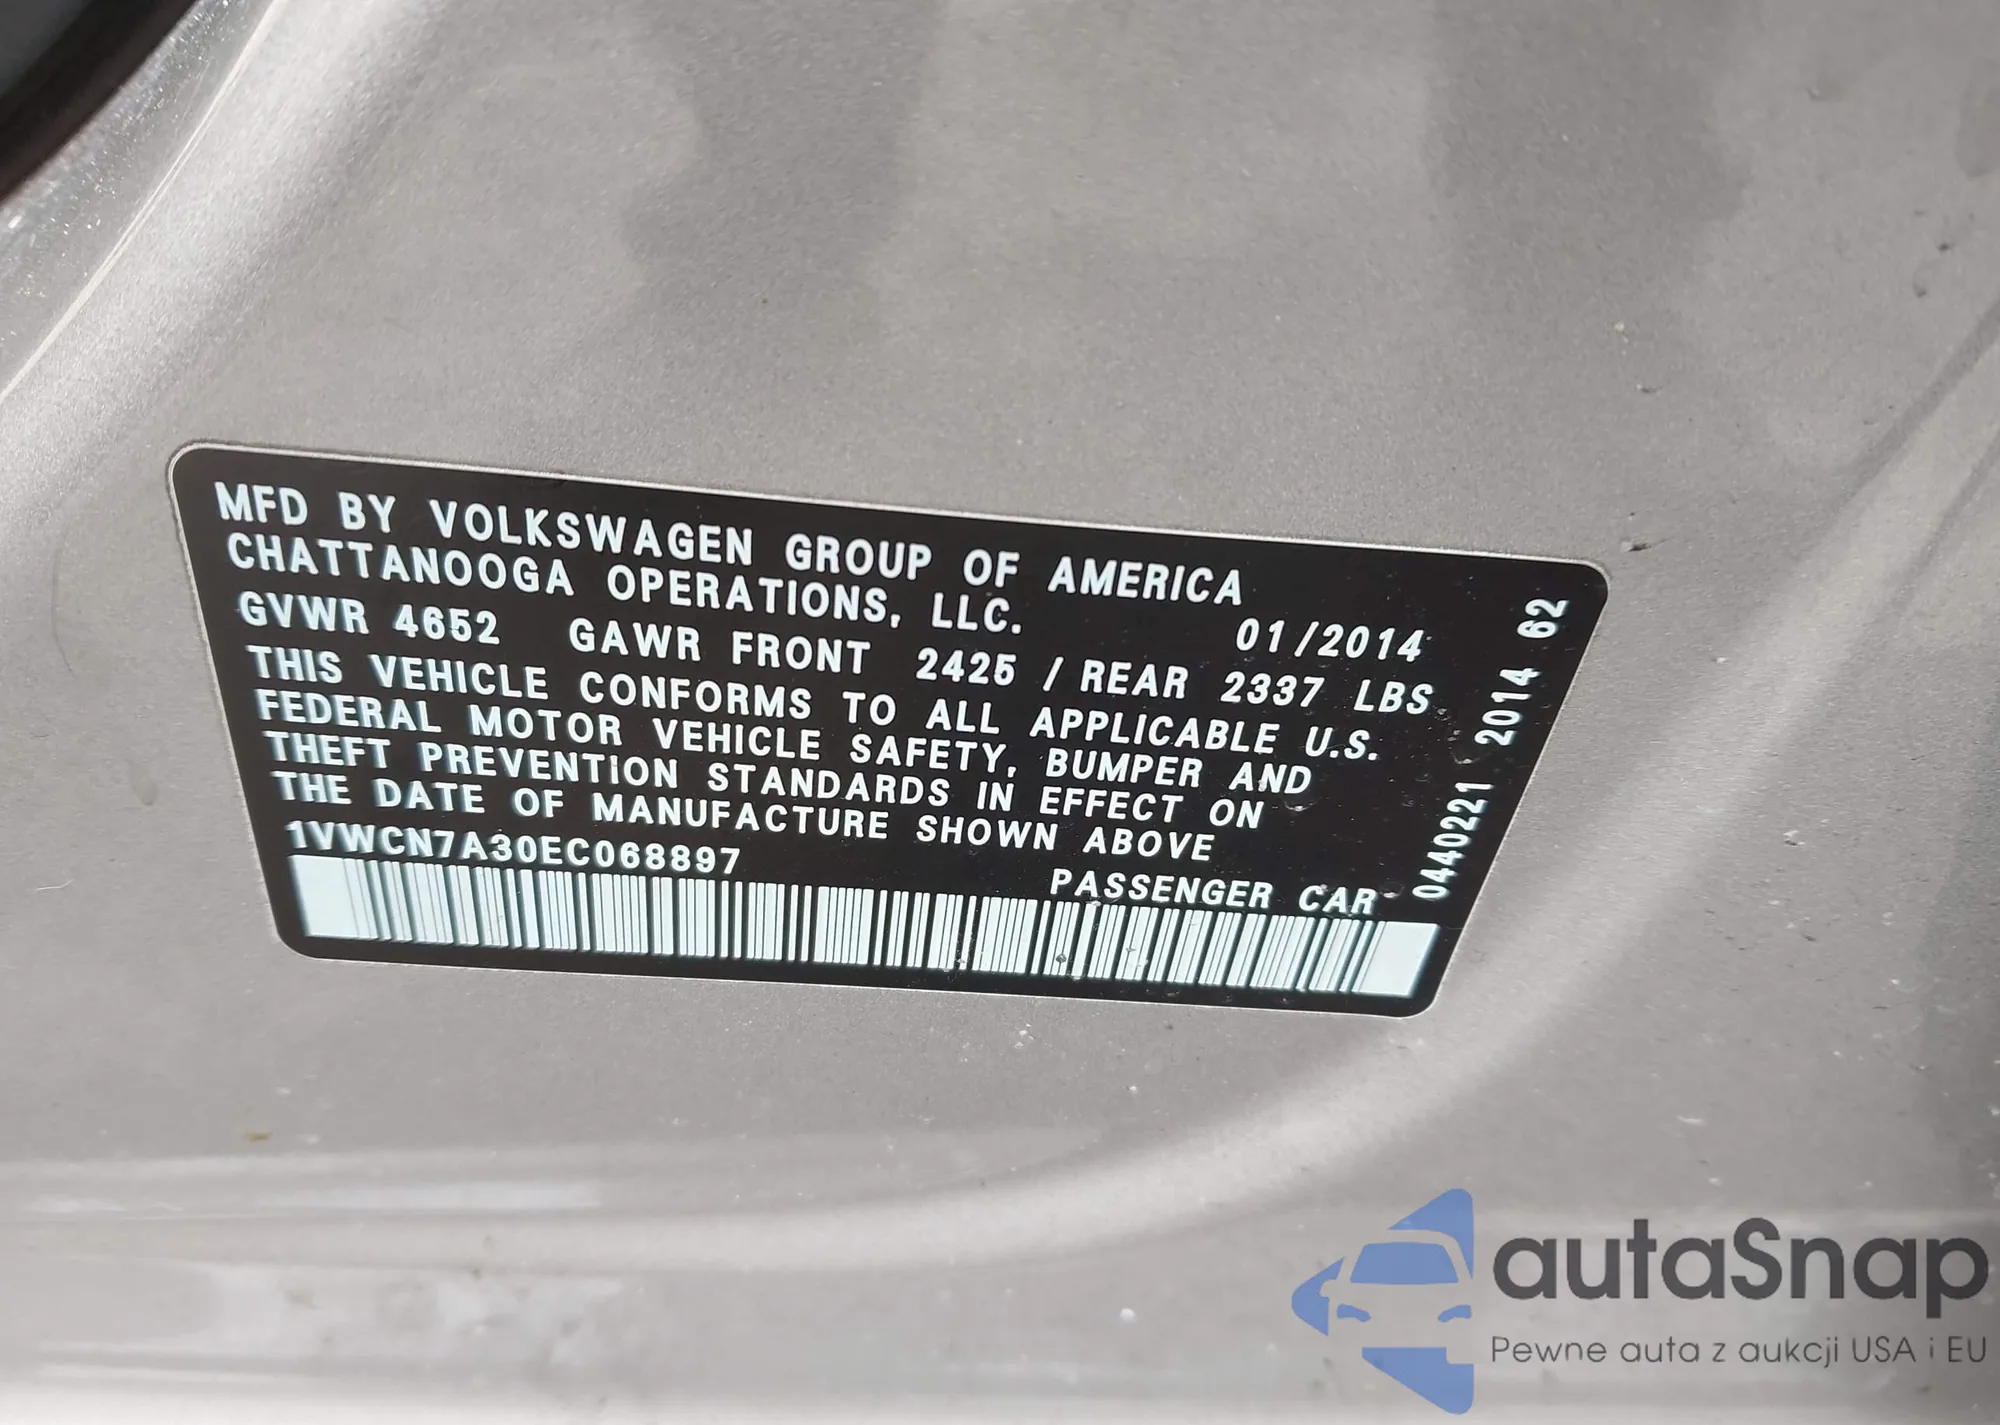 MFD BY VOLKSWAGEN GROUP OF AMERICA
CHATTANOOGA OPERATIONS, LLC.
01/2014
GVWR 4652 GAWR FRONT 2425 / REAR 2337 LBS
THIS VEHICLE CONFORMS TO ALL APPLICABLE U.S.
FEDERAL MOTOR VEHICLE SAFETY, BUMPER AND
THEFT PREVENTION STANDARDS IN EFFECT ON
THE DATE OF MANUFACTURE SHOWN ABOVE
1VWCN7A30EC068897
PASSENGER CAR
0440221 2014 62
autaSnap
Pewne auta z aukcji USA i EU